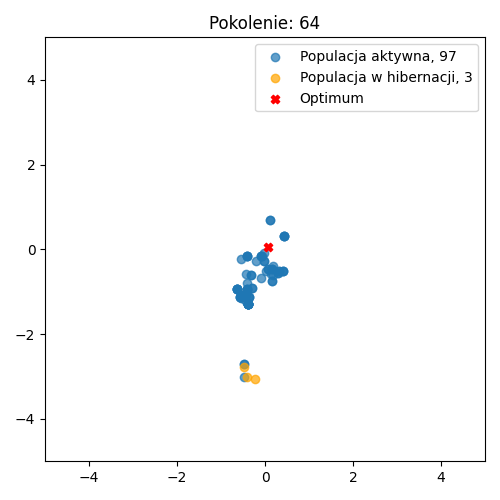 Pokolenie: 64
Populacja aktywna, 97
Populacja w hibernacji, 3
Optimum
4
2
0
−2
−4
−4
−2
0
2
4